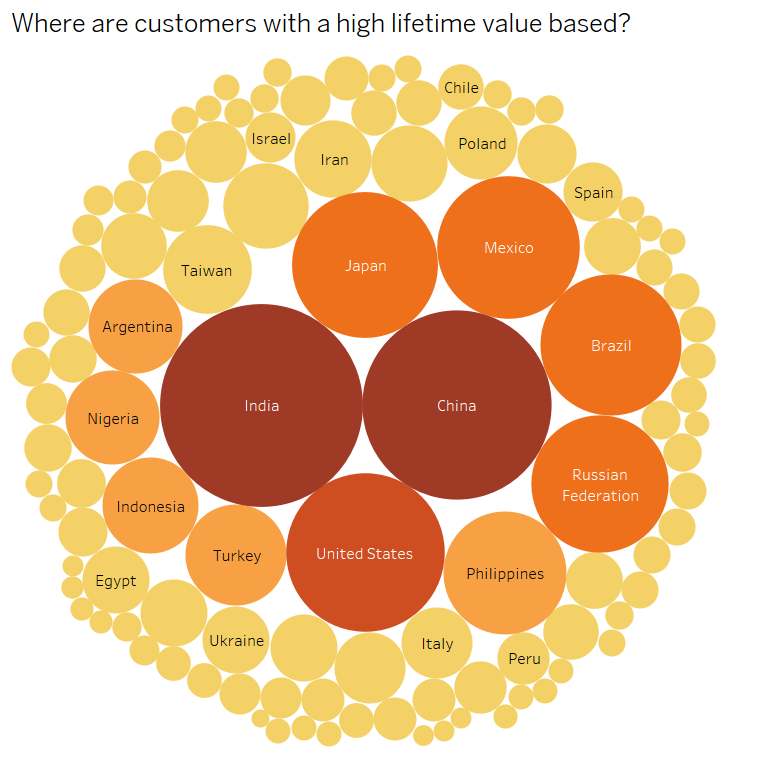 Where are customers with a high lifetime value based?
Chile
Israel
Poland
Iran
Spain
Mexico
Japan
Taiwan
Argentina
Brazil
India
China
Nigeria
Russian
Federation
Indonesia
United States
Turkey
Philippines
Egypt
Ukraine
Italy
Peru